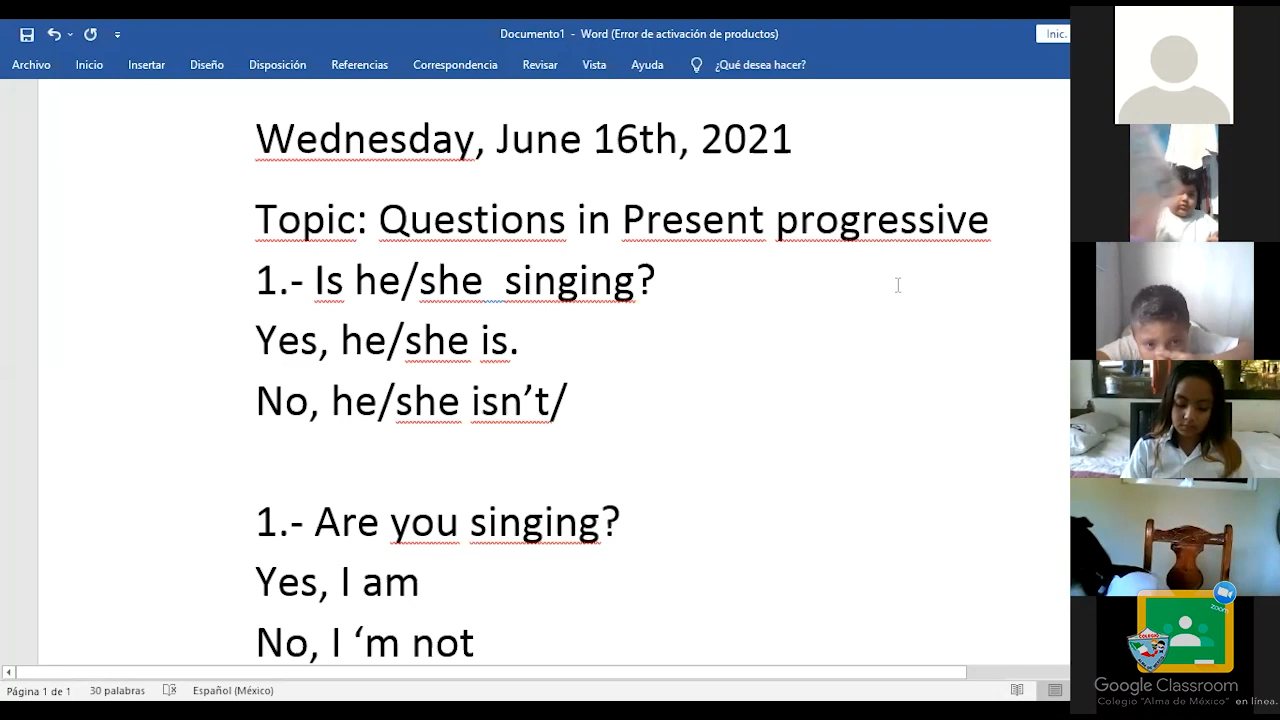 Documento1 - Word (Error de activación de productos)
Inic.
Archivo Inicio Insertar Diseño Disposición Referencias Correspondencia Revisar Vista Ayuda ¿Qué desea hacer?
Wednesday, June 16th, 2021
Topic: Questions in Present progressive
1.- Is he/she  singing?
Yes, he/she is.
No, he/she isn’t/
1.- Are you singing?
Yes, I am
No, I ‘m not
Página 1 de 1 30 palabras Español (México)
zoom
COLEGIO
Google Classroom
Colegio "Alma de México" en línea.